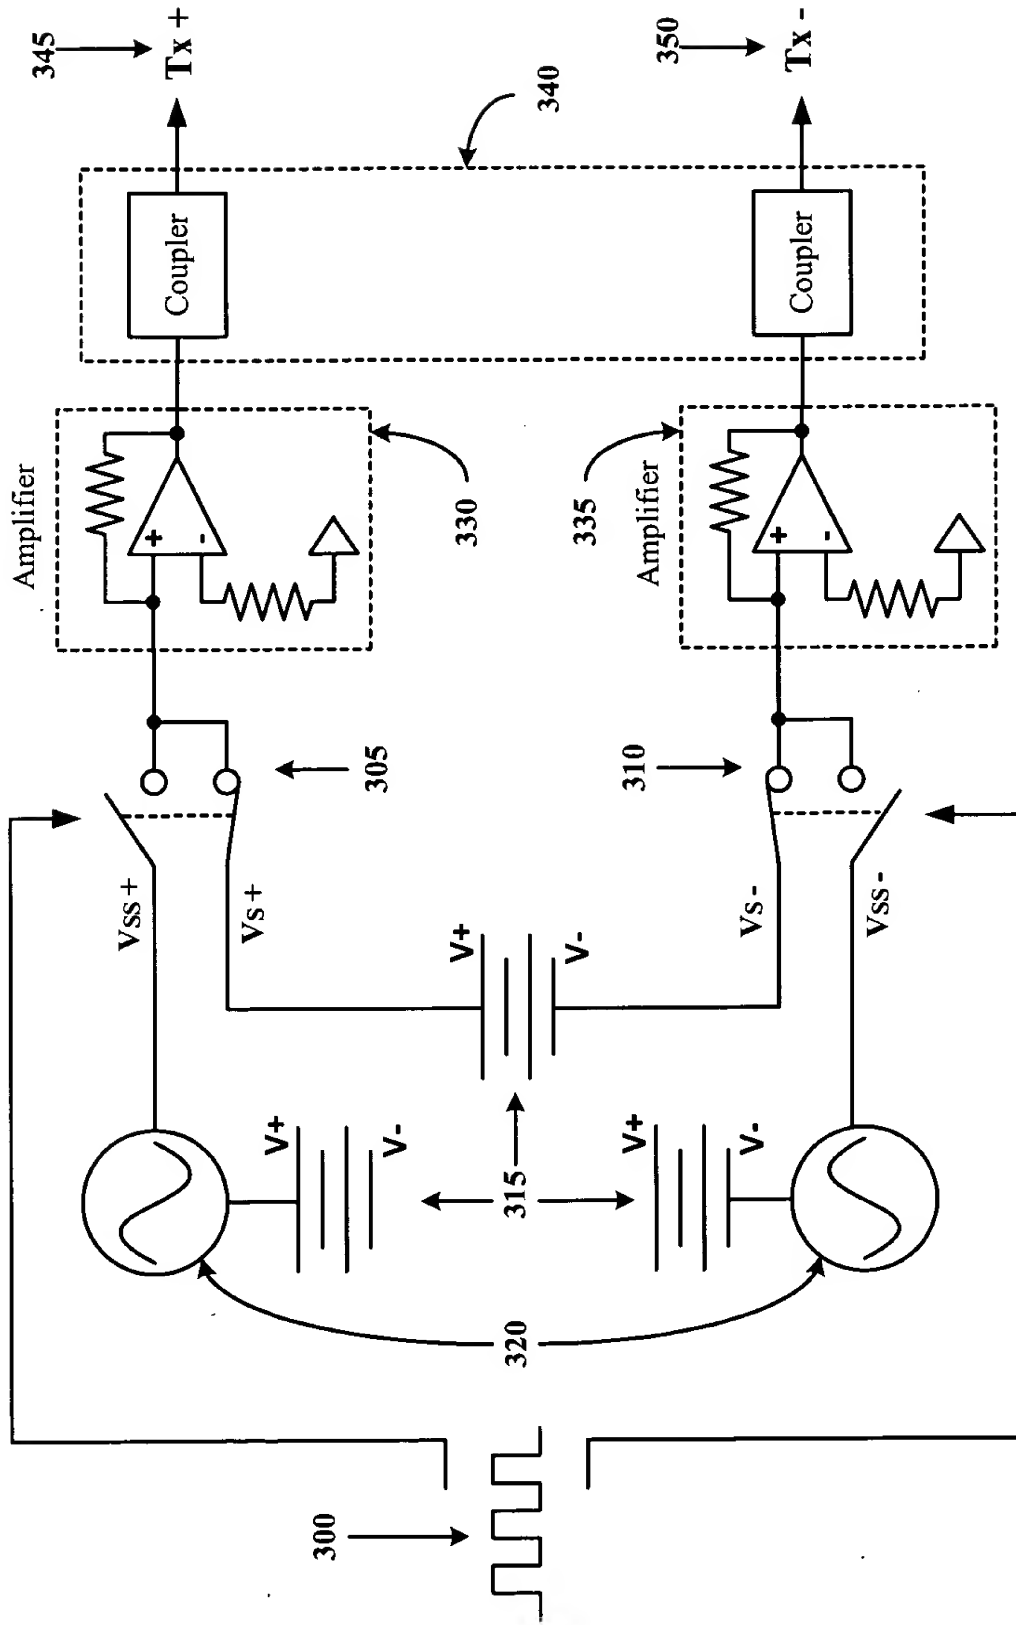 345
Tx +
350
Tx -
340
Coupler
Coupler
Amplifier
+
-
330
335
Amplifier
+
-
305
310
Vss+
Vs+
Vs-
Vss-
V+
V-
V+
V-
315
V+
V-
320
300